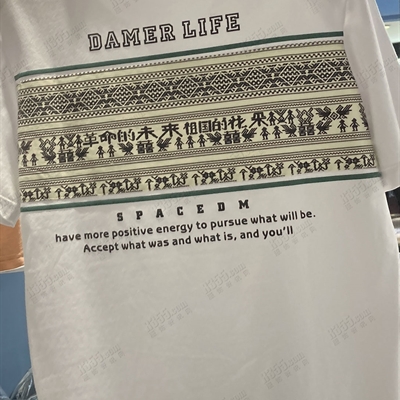 DAMER LIFE
革命的未来 祖国的花朵
SPACEDM
have more positive energy to pursue what will be.
Accept what was and what is, and you'll